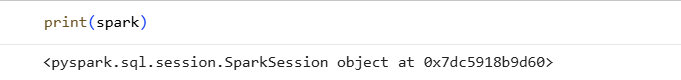 print(spark)
<pyspark.sql.session.SparkSession object at 0x7dc5918b9d60>